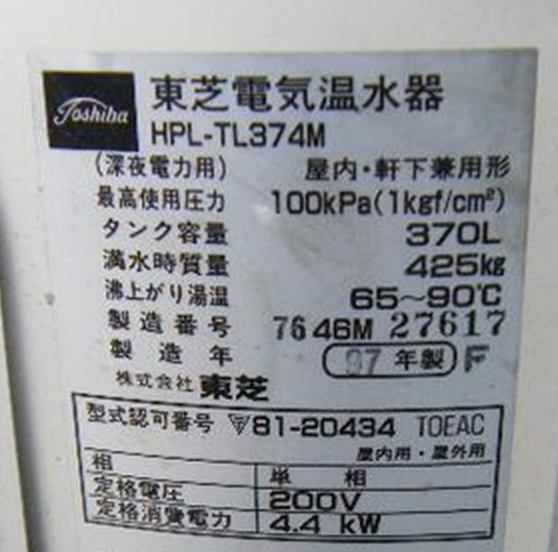 Toshiba
東芝電気温水器
HPL-TL374M
(深夜電力用) 屋内・軒下兼用形
最高使用圧力 100kPa(1kgf/cm²)
タンク容量 370L
満水時質量 425kg
沸上がり湯温 65~90℃
製造番号 7646M 27617
製造年 97年製 F
株式会社 東芝
型式認可番号 81-20434 TOEAC
屋内用・屋外用
相 単相
定格電圧 200V
定格消費電力 4.4 kW